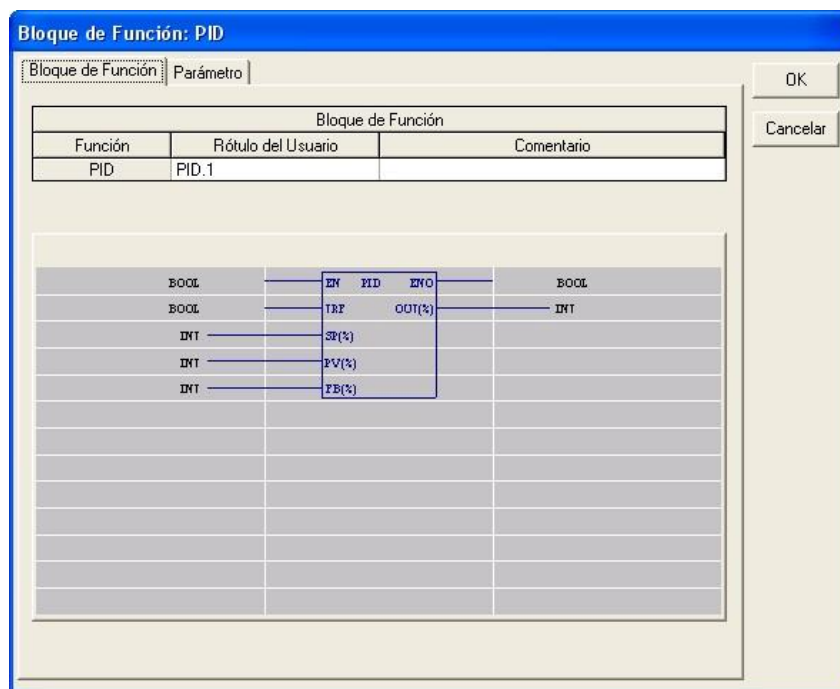 Bloque de Función: PID
Bloque de Función Parámetro
OK
Cancelar
Bloque de Función
Función Rótulo del Usuario Comentario
PID PID.1
BOOL EN PID ENO BOOL
BOOL TRF OUT(%) INT
INT SP(%)
INT PV(%)
INT FB(%)